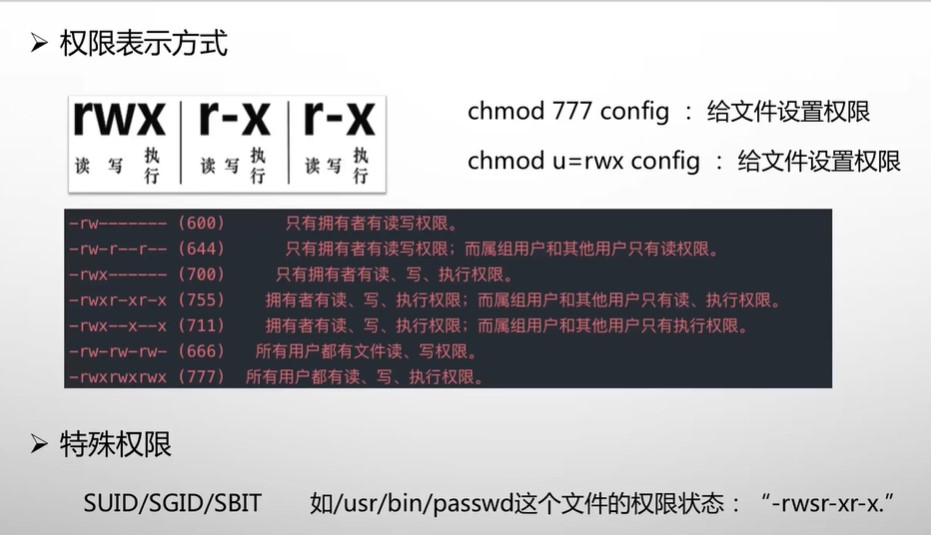 ➢ 权限表示方式
rwx | r-x | r-x
读 写 执行 读 写 执行 读 写 执行
chmod 777 config ： 给文件设置权限
chmod u=rwx config ： 给文件设置权限
-rw------- (600) 只有拥有者有读写权限。
-rw-r--r-- (644) 只有拥有者有读写权限；而属组用户和其他用户只有读权限。
-rwx------ (700) 只有拥有者有读、写、执行权限。
-rwxr-xr-x (755) 拥有者有读、写、执行权限；而属组用户和其他用户只有读、执行权限。
-rwx--x--x (711) 拥有者有读、写、执行权限；而属组用户和其他用户只有执行权限。
-rw-rw-rw- (666) 所有用户都有文件读、写权限。
-rwxrwxrwx (777) 所有用户都有读、写、执行权限。
➢ 特殊权限
SUID/SGID/SBIT 如/usr/bin/passwd这个文件的权限状态： “-rwsr-xr-x.”